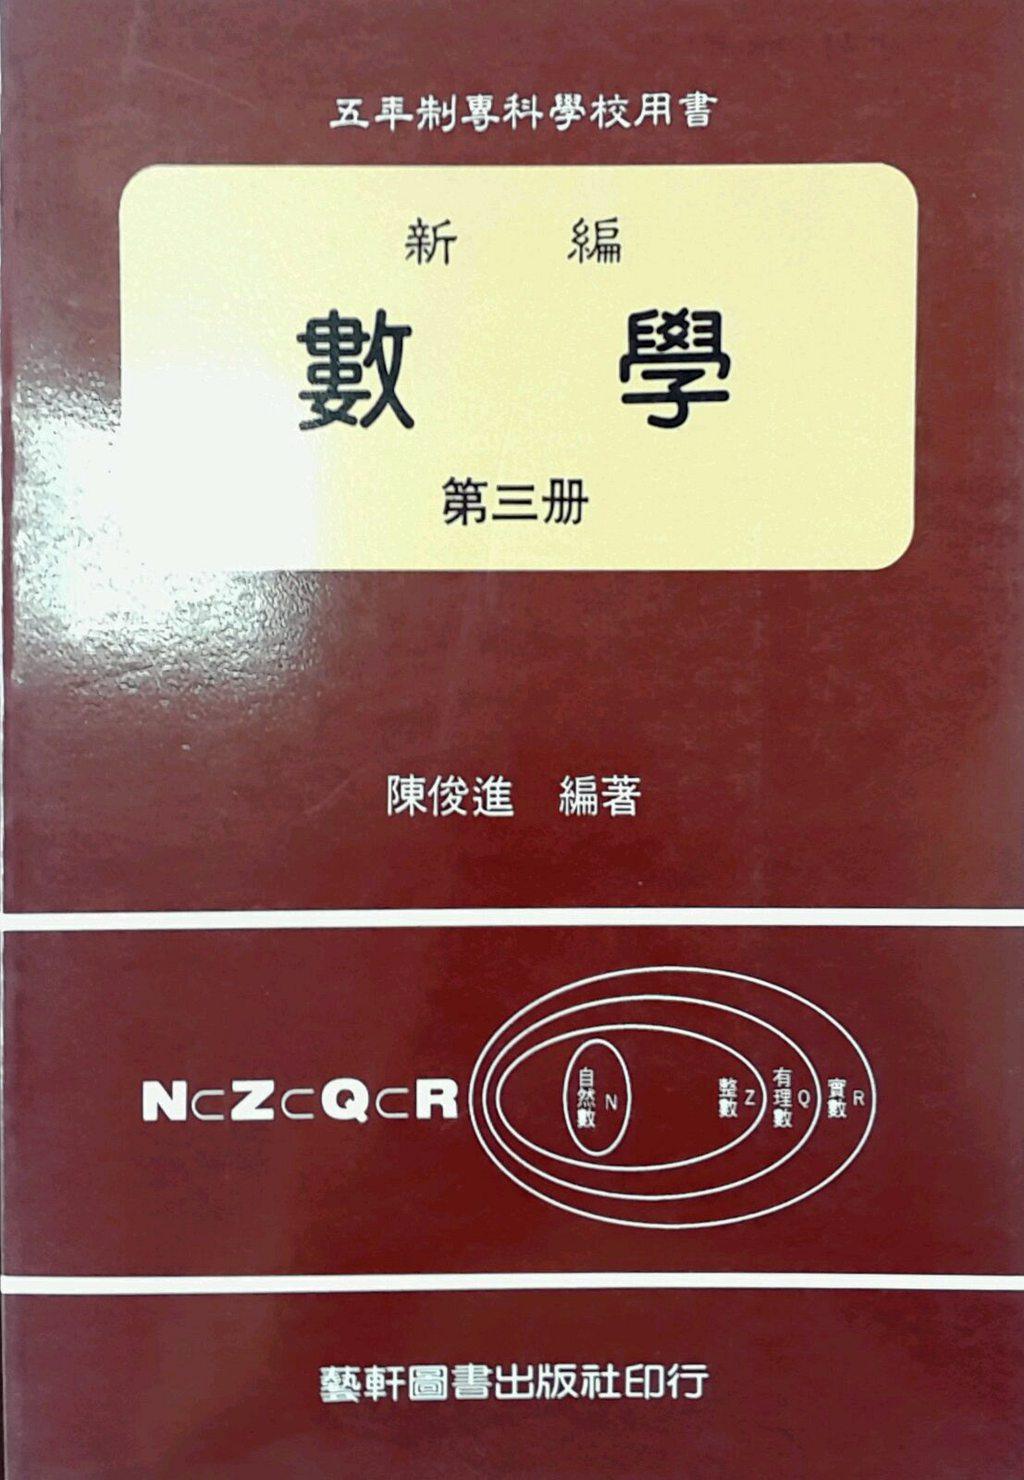 五年制專科學校用書
新 編
數 學
第三册
陳俊進 編著
N⊂Z⊂Q⊂R
自然數 N
整數 Z
有理數 Q
實數 R
藝軒圖書出版社印行